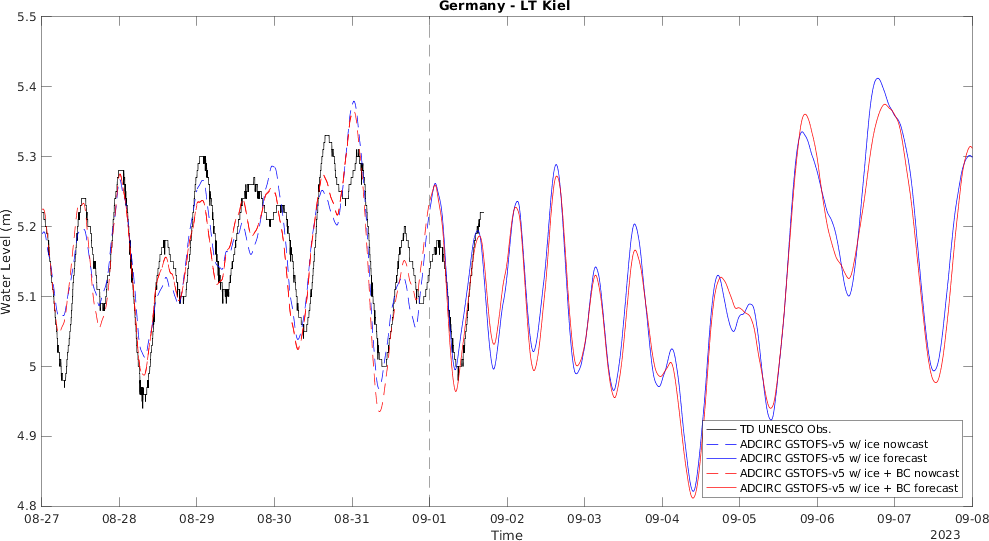 Germany - LT Kiel
5.5
5.4
5.3
5.2
5.1
5
4.9
4.8
Water Level (m)
TD UNESCO Obs.
ADCIRC GSTOFS-v5 w/ ice nowcast
ADCIRC GSTOFS-v5 w/ ice forecast
ADCIRC GSTOFS-v5 w/ ice + BC nowcast
ADCIRC GSTOFS-v5 w/ ice + BC forecast
08-27 08-28 08-29 08-30 08-31 09-01 09-02 09-03 09-04 09-05 09-06 09-07 09-08
Time
2023